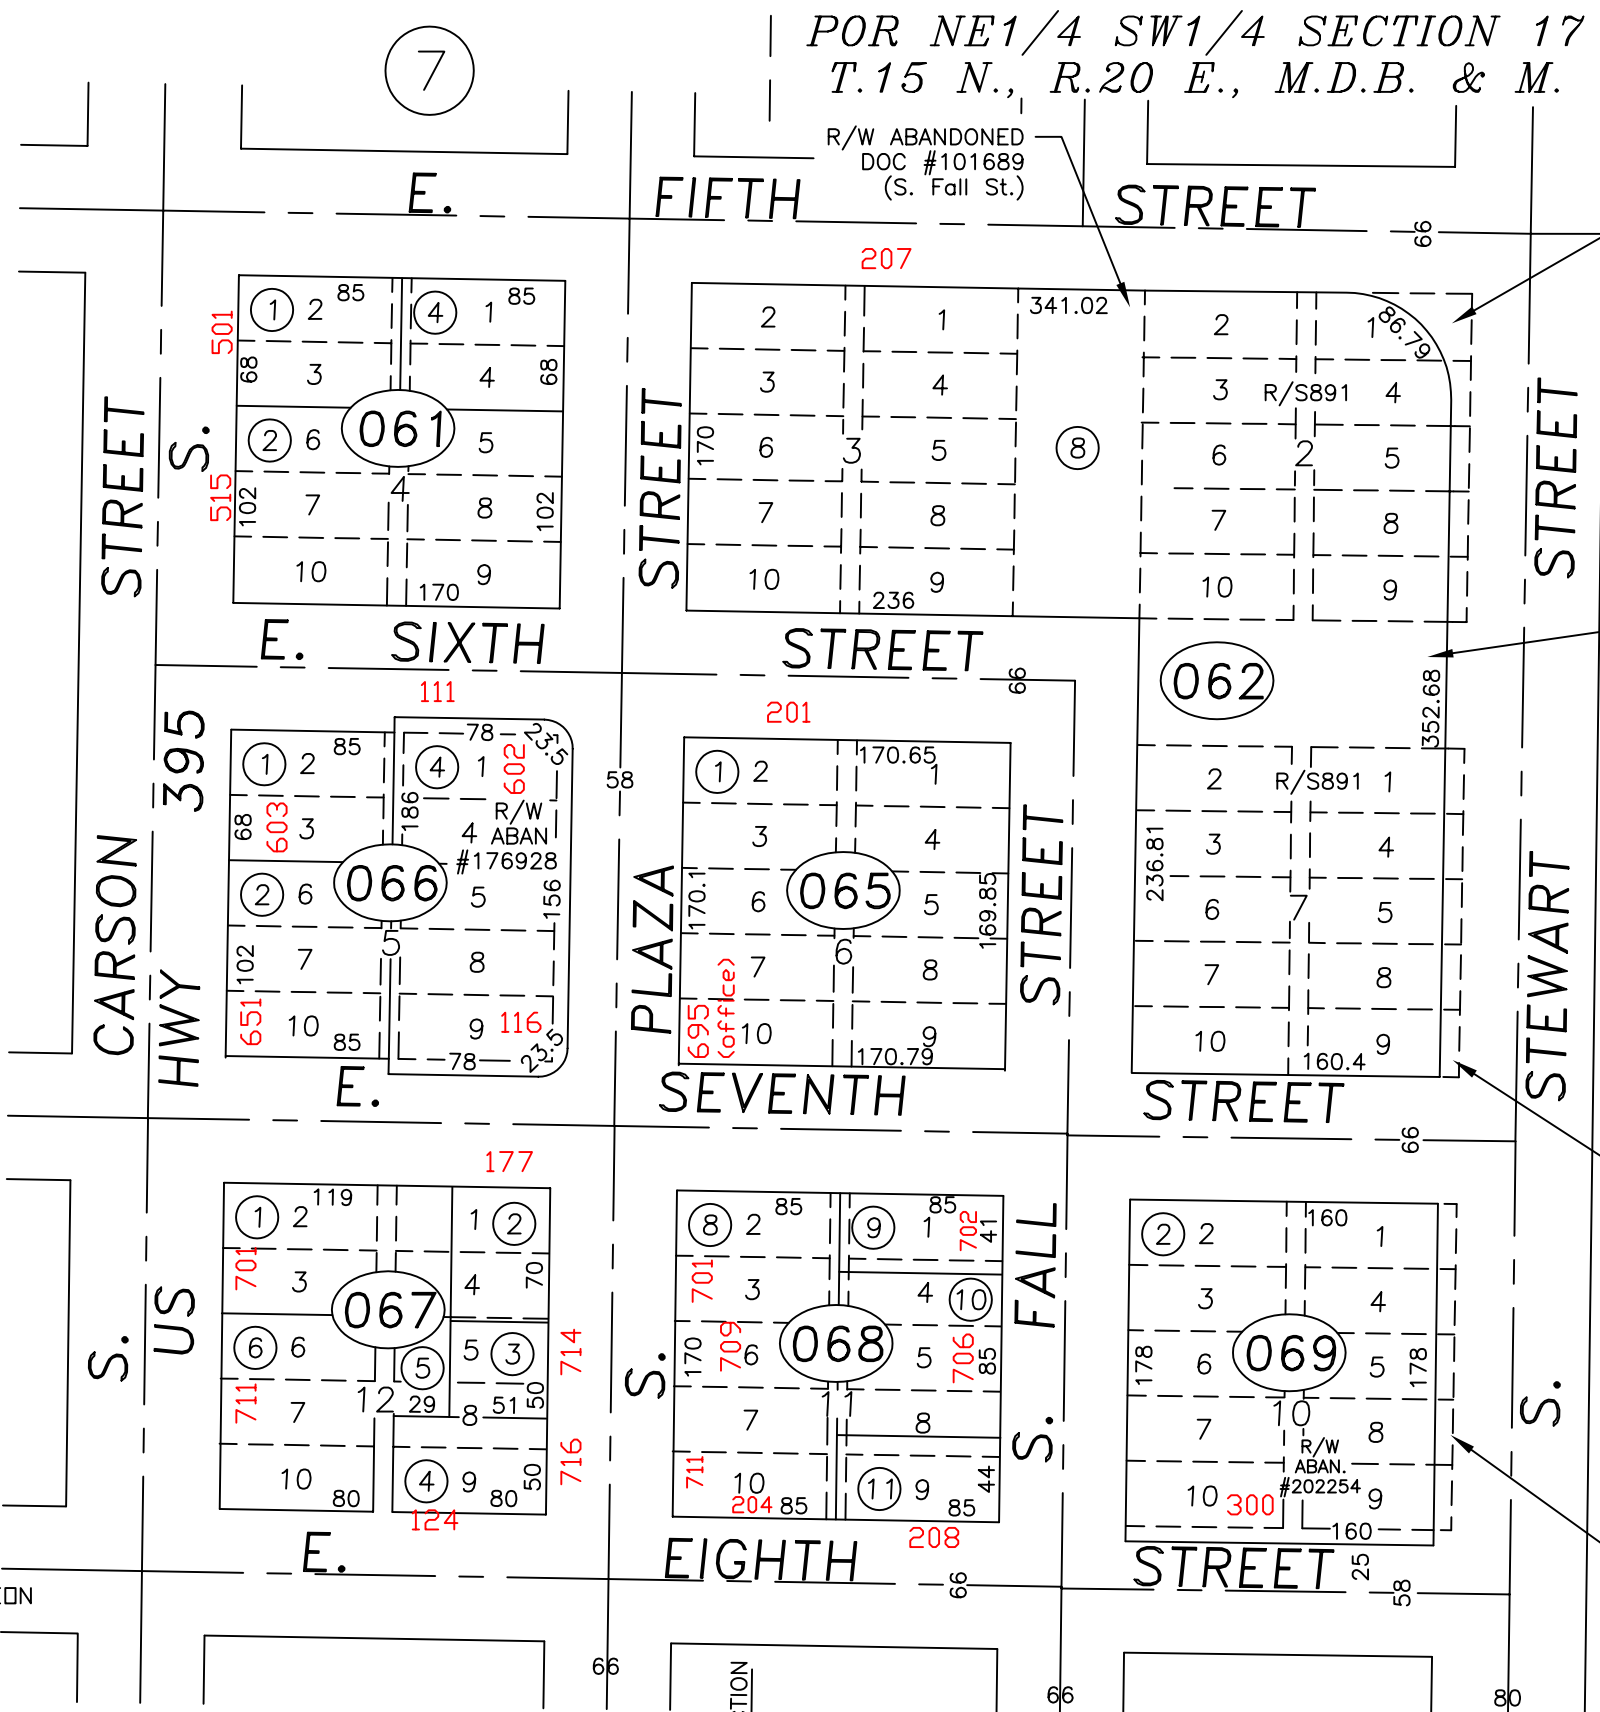 POR NE1/4 SW1/4 SECTION 17
T.15 N., R.20 E., M.D.B. & M.
7
R/W ABANDONED
DOC #101689
(S. Fall St.)
E. FIFTH STREET
66
207
501
515
1 2 85
4 1 85
68 3
4 68
061
2 6
5
102 7
4
8 102
10
170 9
2 1
341.02
2 1
86.79
3 4
3 R/S891 4
170 6 3 5
8
6 2 5
7 8
7 8
10 236 9
10 9
STREET S.
STREET
STREET
E. SIXTH STREET
66
111
201
062
352.68
CARSON
HWY 395
1 2 85
78 23.5
4 1 602
68 603 3
186
R/W
4 ABAN
#176928
066
2 6
5 156
102 7
5
8
651 10 85
9 116
78 23.5
58
PLAZA
1 2 170.65 1
3 4
065
170.1 6
5 169.85
7 6 8
695
(office)
10 170.79 9
STREET
2 R/S891 1
3 4
236.81
6 7 5
7 8
10 160.4 9
STEWART
E. SEVENTH STREET
66
177
1 2 119
1 2
701 3
4 70
067
6 6
5 5 3
714
711 7
12 29 8 51 50
10 80
4 9 80 50
716
124
S. US
8 2 85
9 1 85 702 41
701 3
4 10
068
170 709 6
5 706 85
7 11 8
711 10
204 85
11 9 85 44
208
S.
S. FALL
2 2 160 1
3 4
069
178 6
5 178
7 10 8
R/W
ABAN.
#202254
10 300
9
160
S.
E. EIGHTH STREET
66
25
58
66
66
80